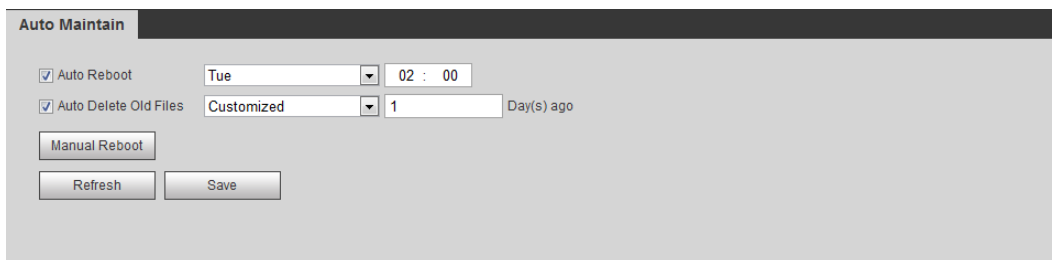 Auto Maintain
Auto Reboot Tue 02 : 00
Auto Delete Old Files Customized 1 Day(s) ago
Manual Reboot
Refresh Save